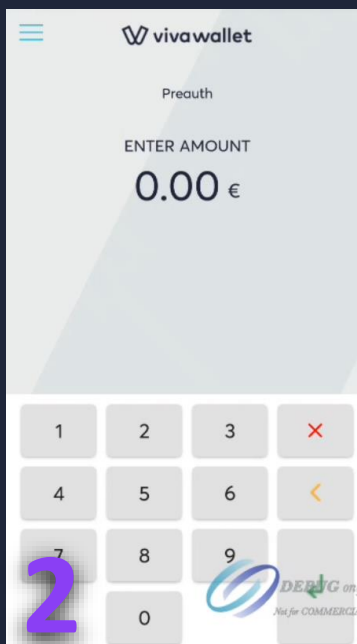 vivawallet
Preauth
ENTER AMOUNT
0.00 €
1 2 3
4 5 6
7 8 9
0
2
DEBUG
Not for